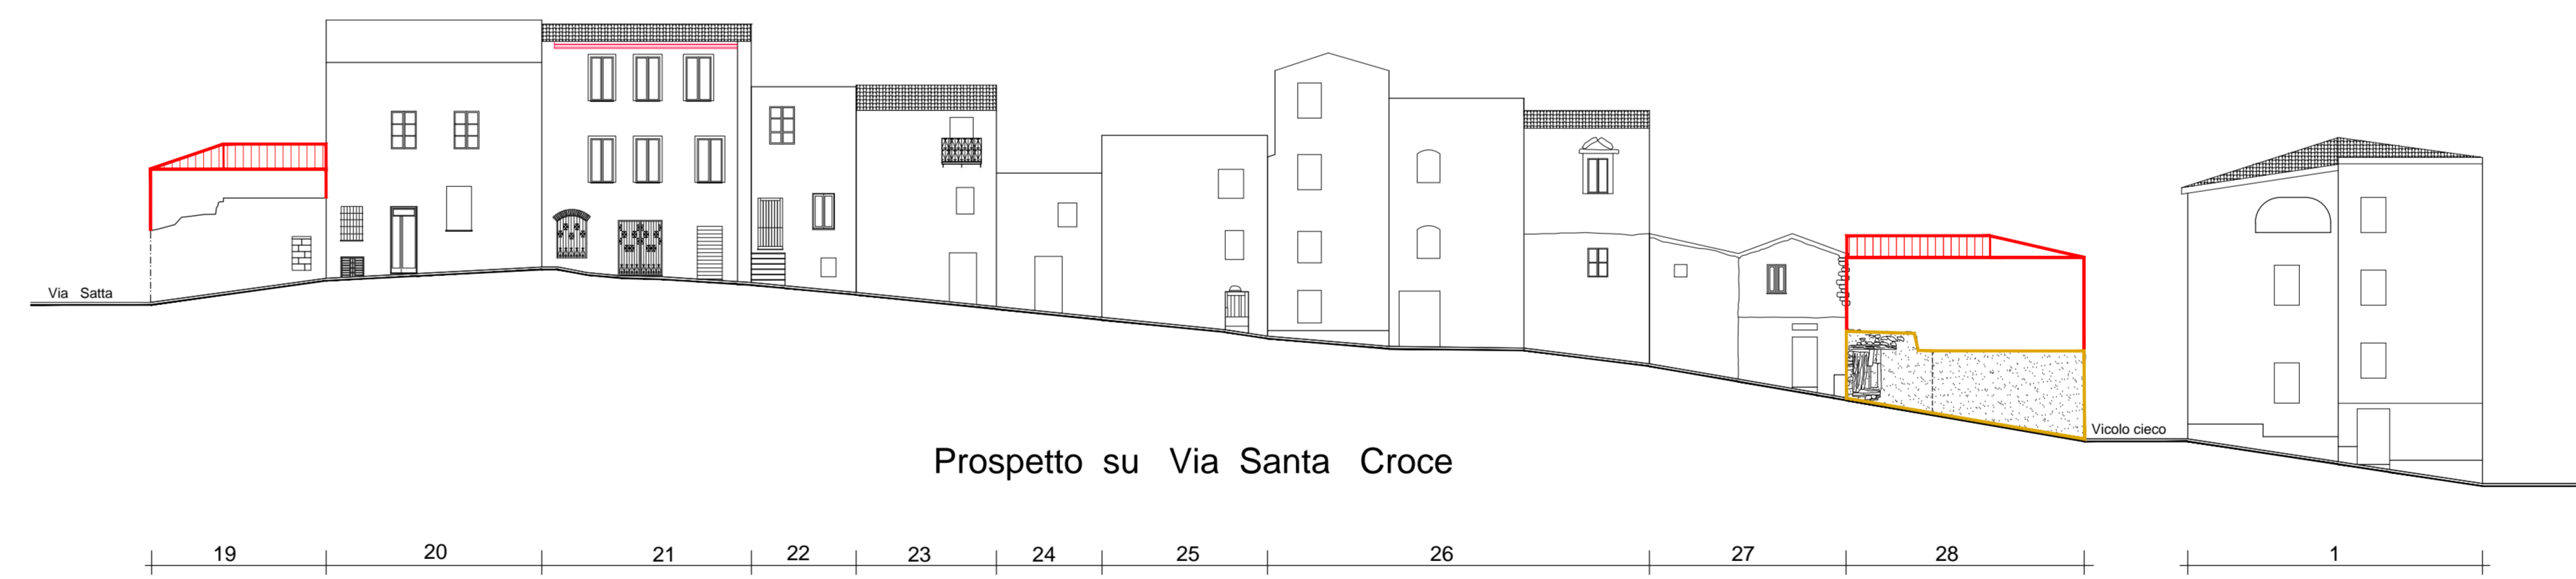 Via Satta
Vicolo cieco
Prospetto su Via Santa Croce
19 20 21 22 23 24 25 26 27 28 1